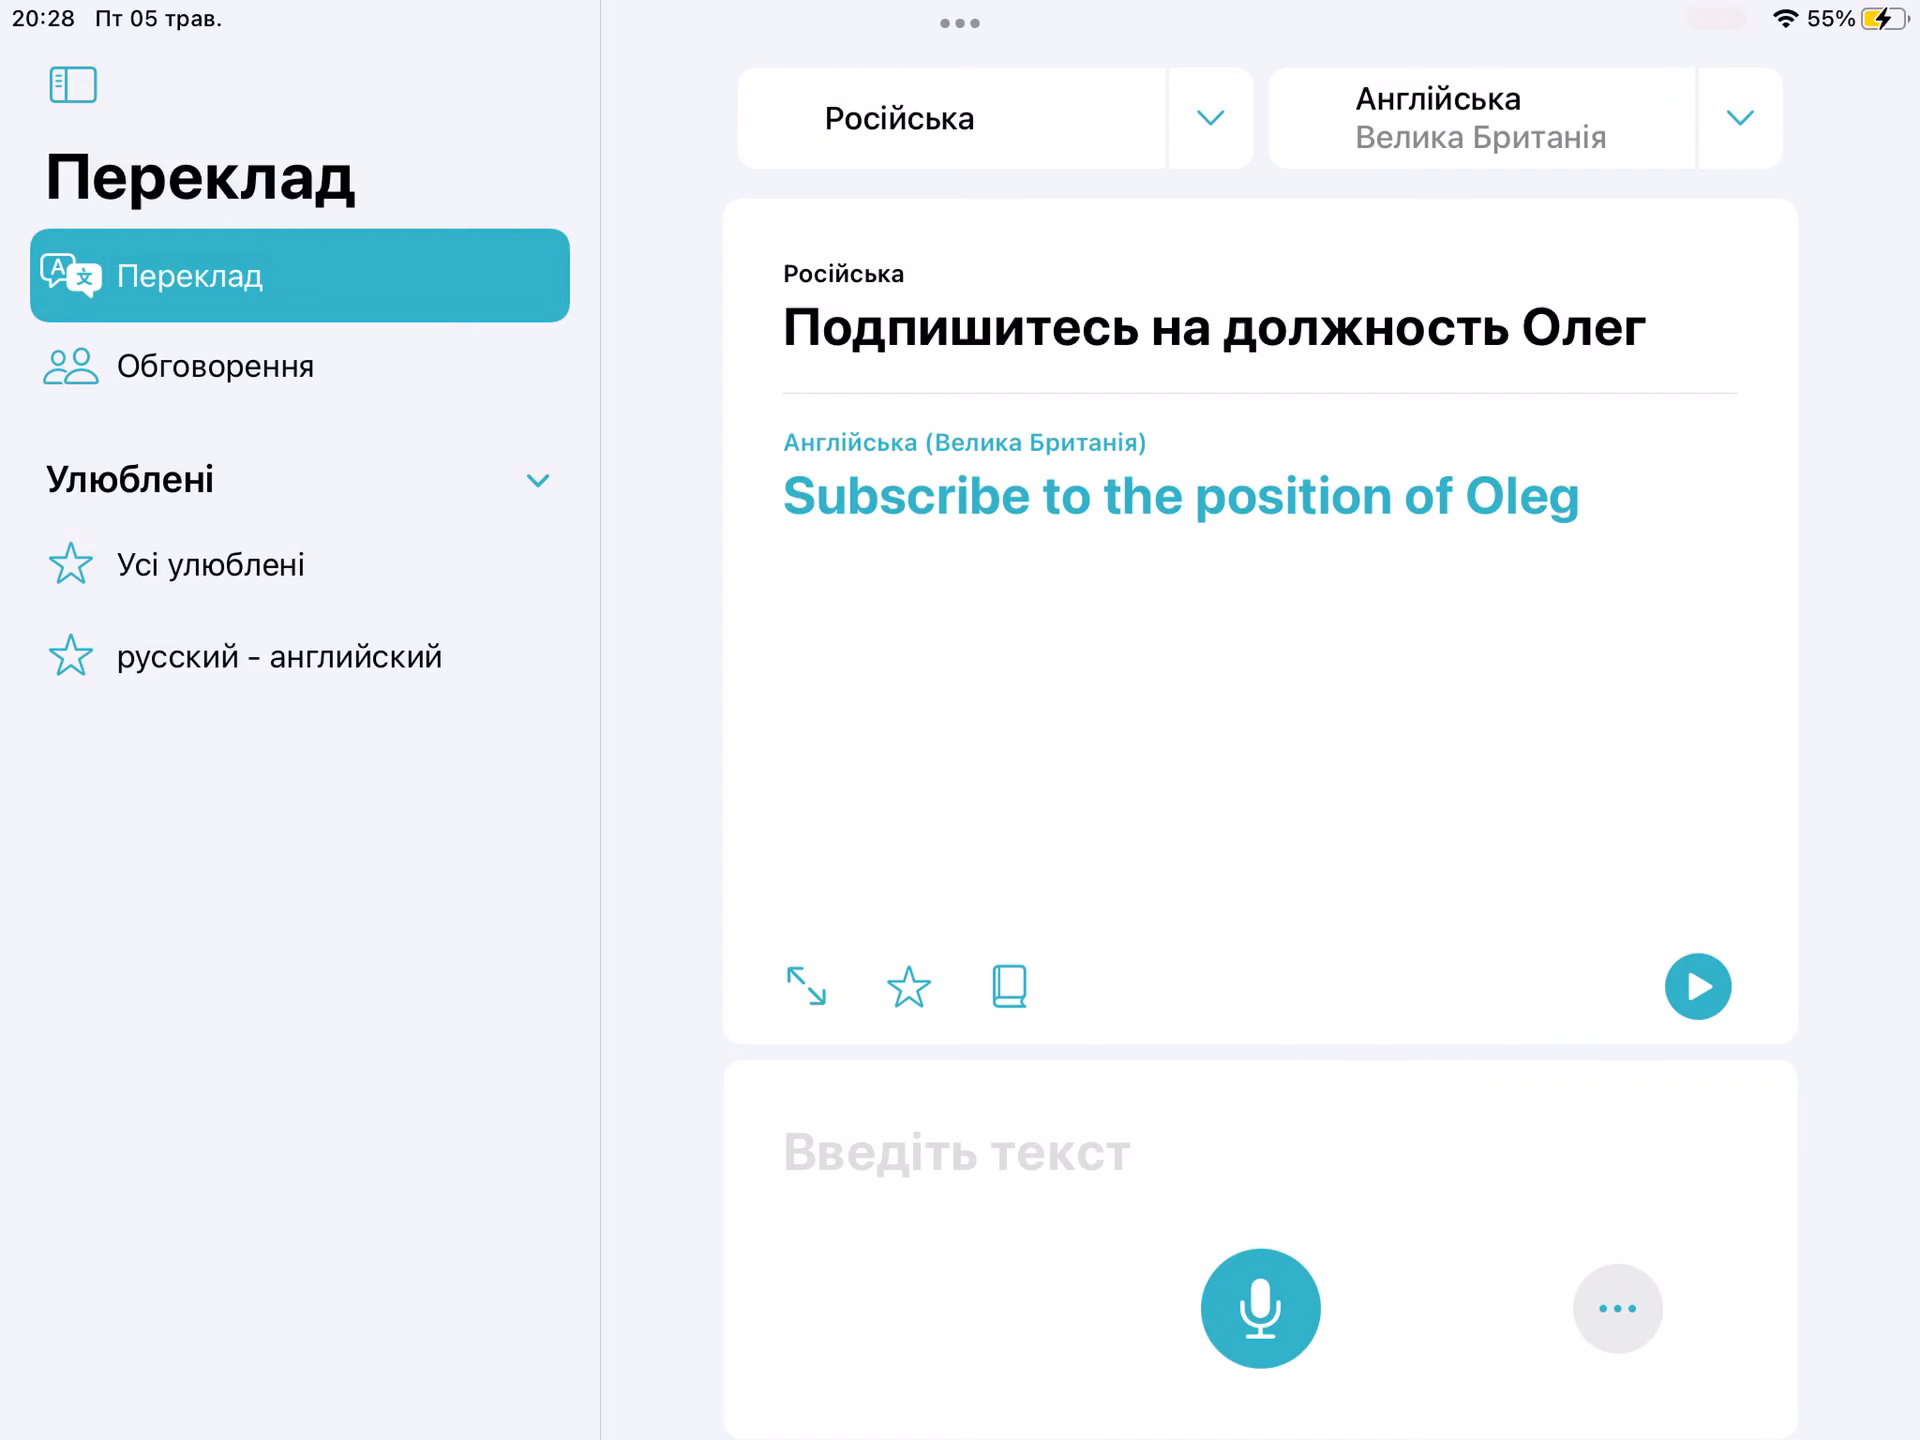 20:28 Пт 05 трав.
55%
Переклад
Переклад
Обговорення
Улюблені
Усі улюблені
русский - английский
Російська
Англійська
Велика Британія
Російська
Подпишитесь на должность Олег
Англійська (Велика Британія)
Subscribe to the position of Oleg
Введіть текст